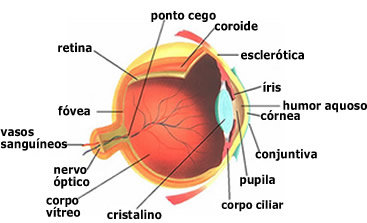 ponto cego
coroide
retina
esclerótica
íris
humor aquoso
fóvea
córnea
vasos
sanguíneos
conjuntiva
nervo
óptico
pupila
corpo
vítreo
corpo ciliar
cristalino